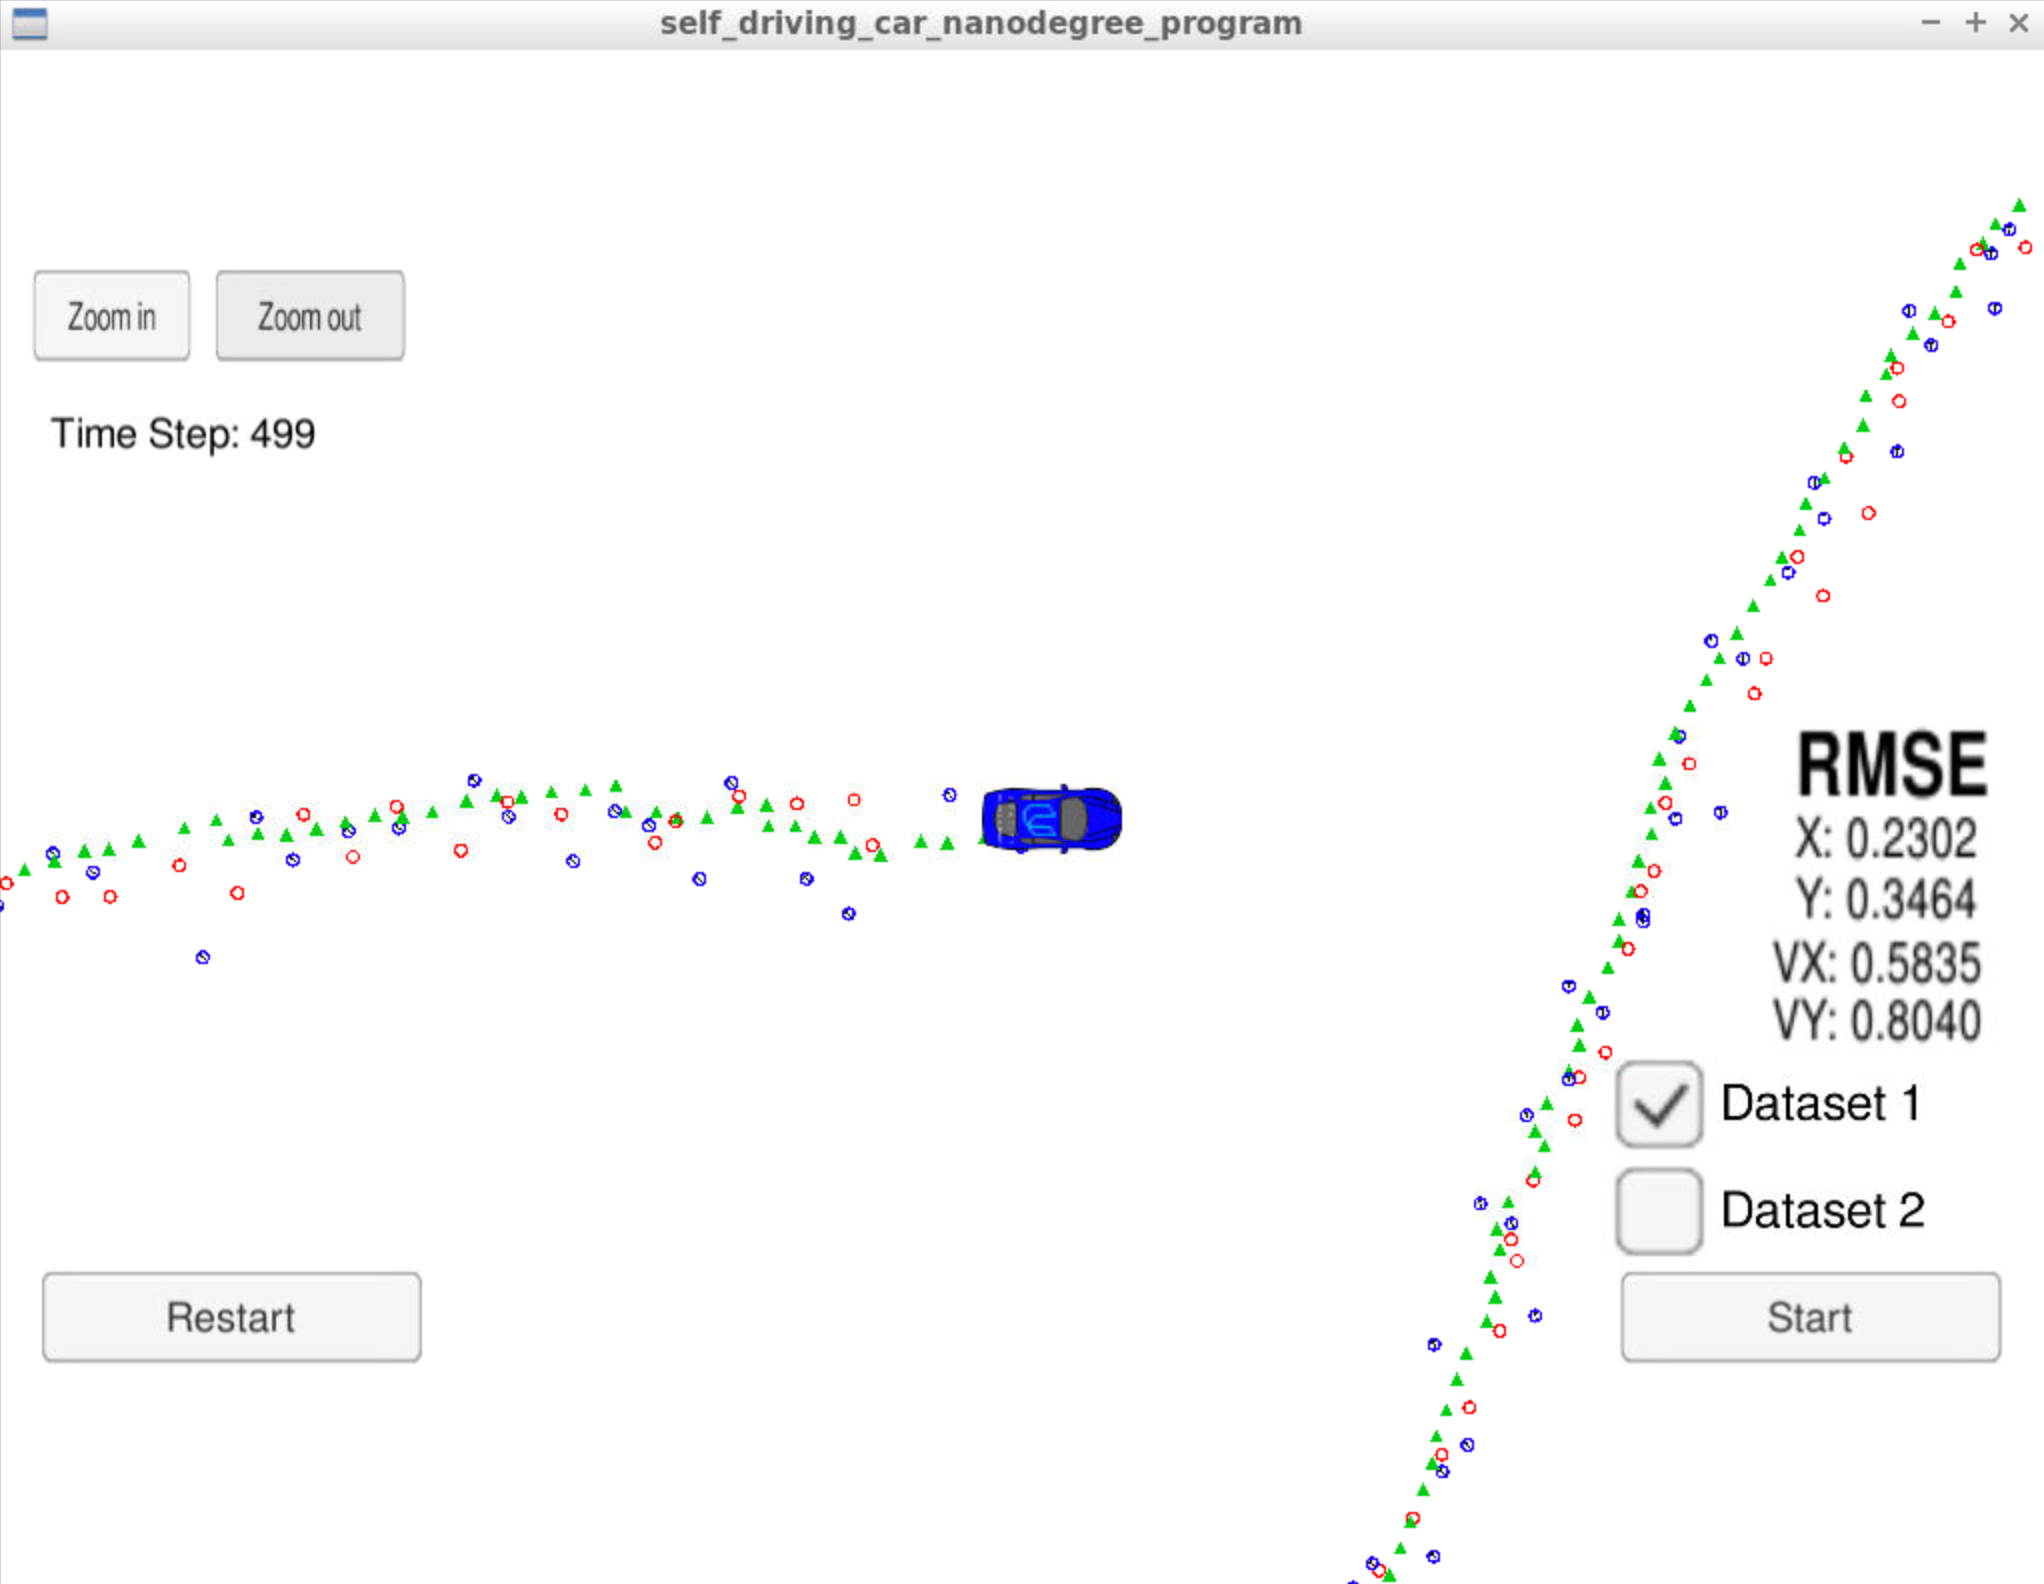 self_driving_car_nanodegree_program
Zoom in
Zoom out
Time Step: 499
RMSE
X: 0.2302
Y: 0.3464
VX: 0.5835
VY: 0.8040
Dataset 1
Dataset 2
Restart
Start